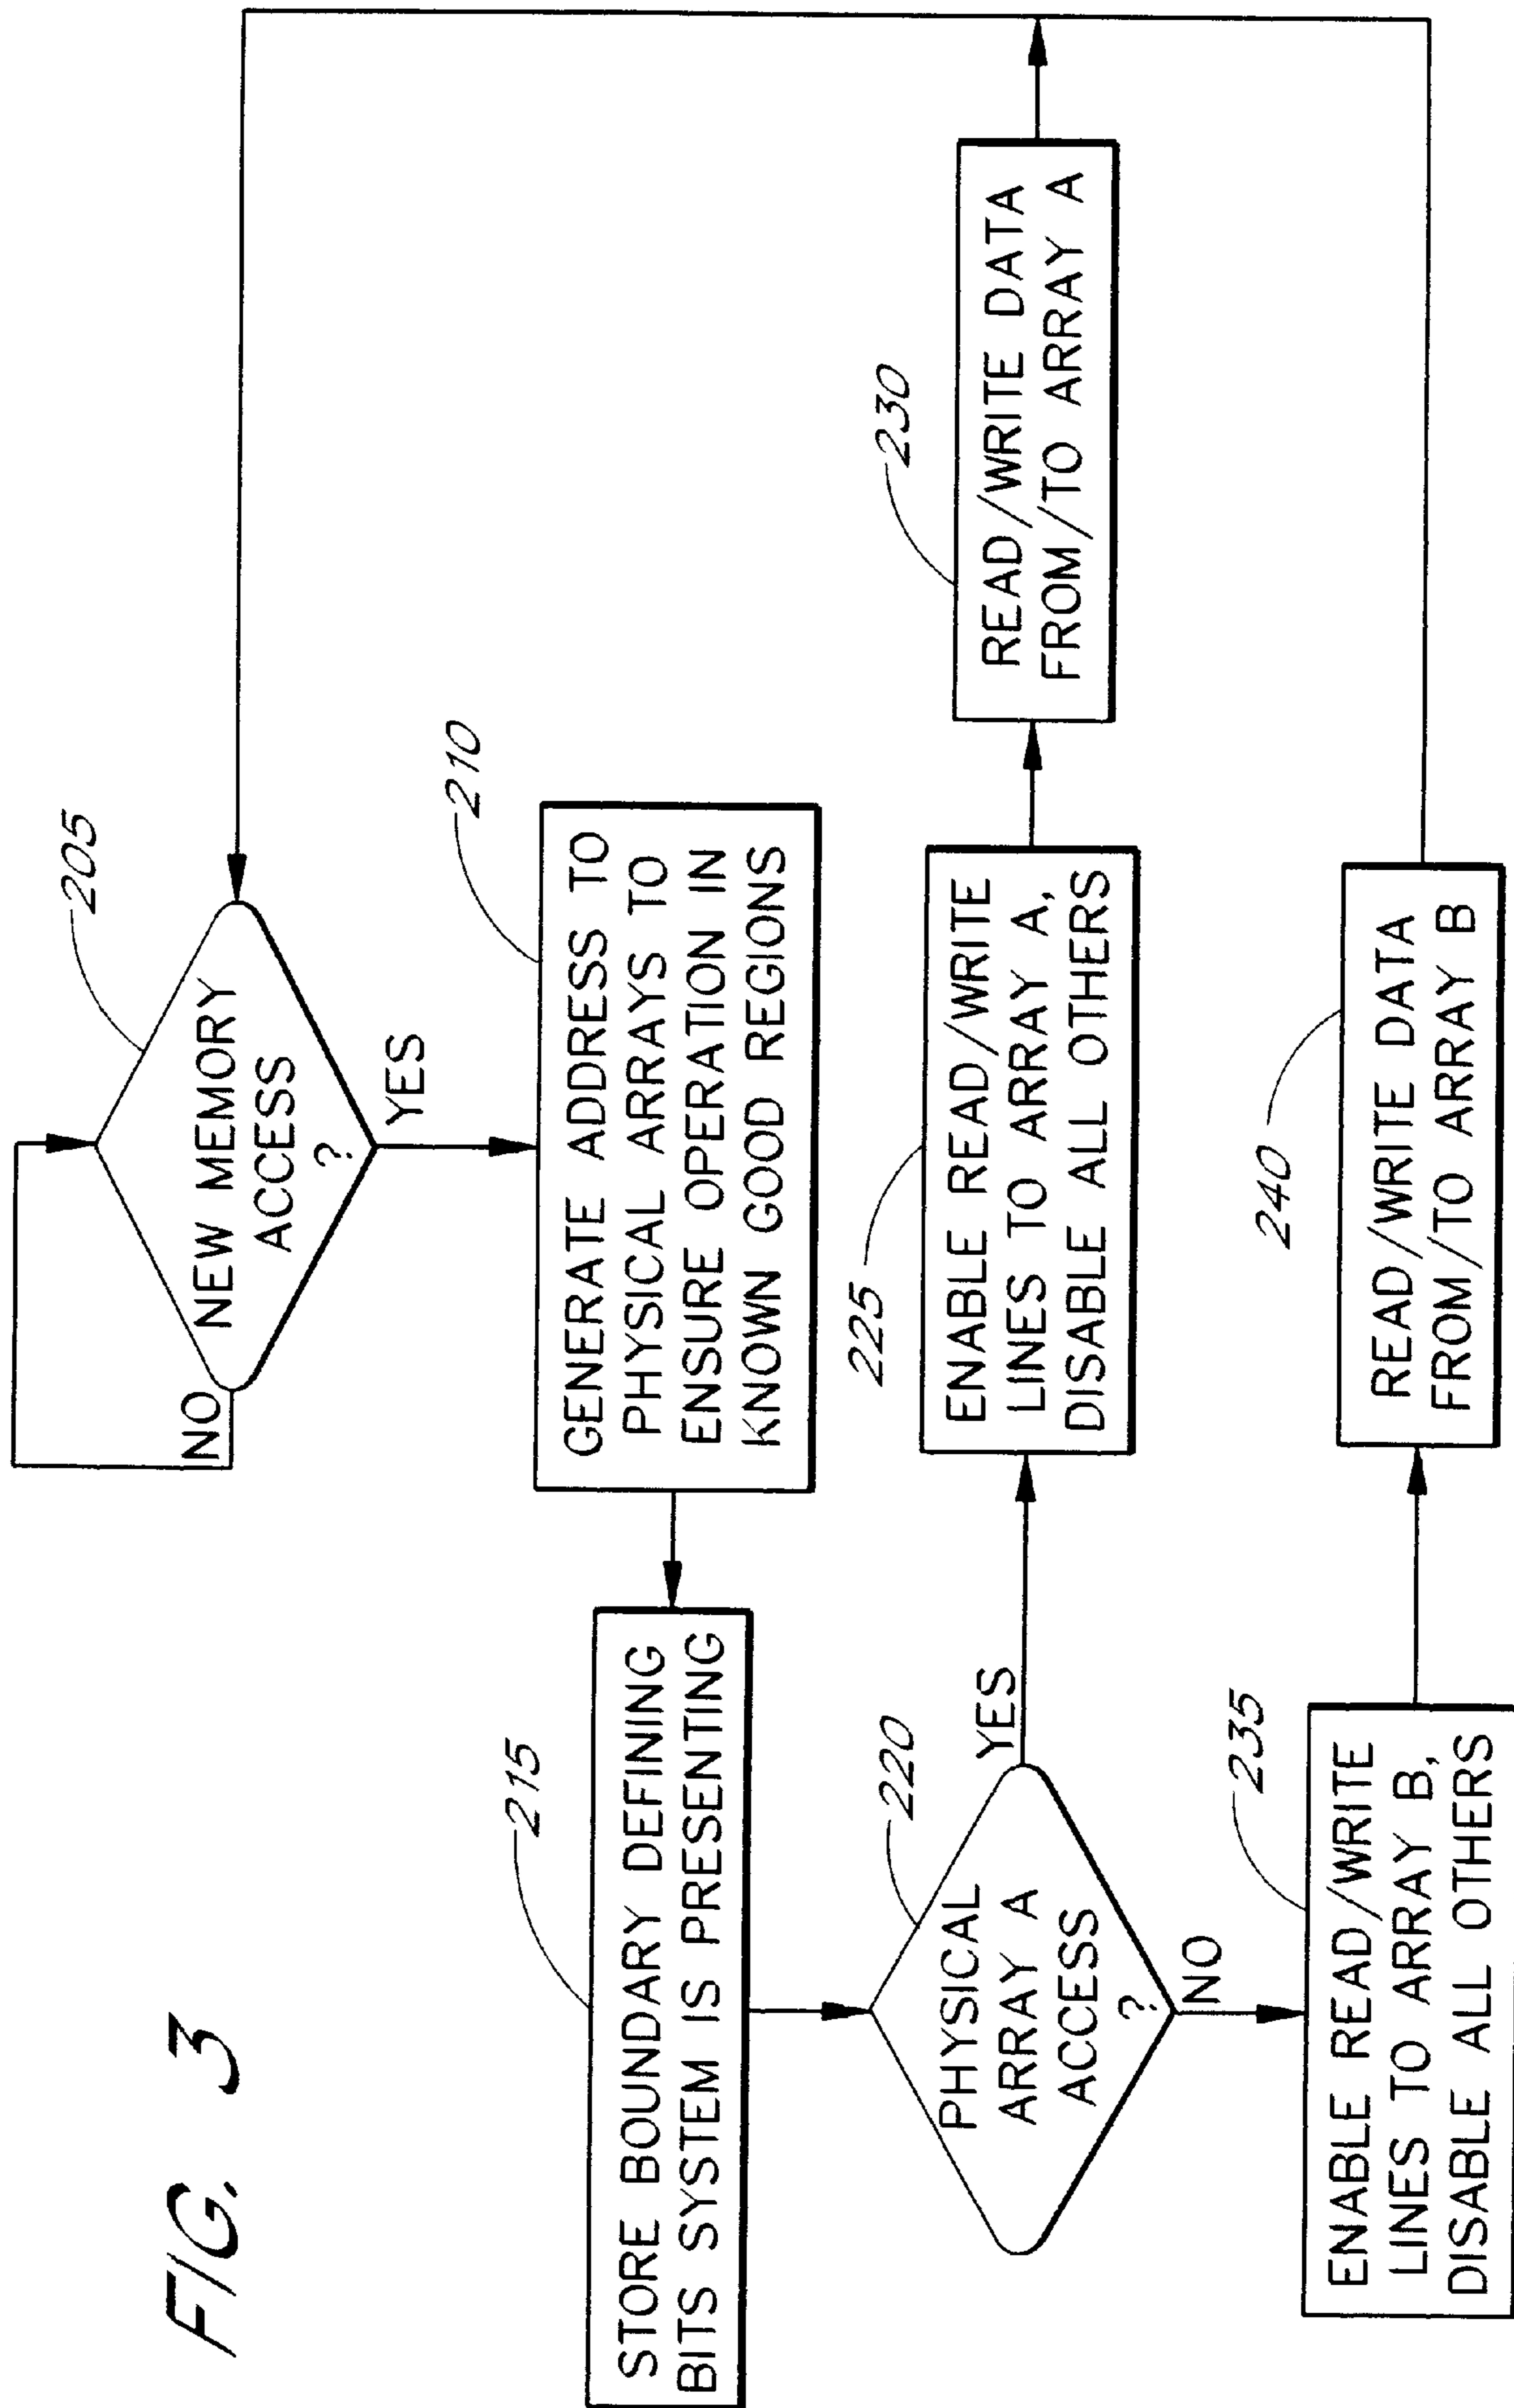 FIG. 3
205
NEW MEMORY
ACCESS
?
NO
YES
210
GENERATE ADDRESS TO
PHYSICAL ARRAYS TO
ENSURE OPERATION IN
KNOWN GOOD REGIONS
215
STORE BOUNDARY DEFINING
BITS SYSTEM IS PRESENTING
220
PHYSICAL
ARRAY A
ACCESS
?
YES
NO
225
ENABLE READ/WRITE
LINES TO ARRAY A,
DISABLE ALL OTHERS
230
READ/WRITE DATA
FROM/TO ARRAY A
235
ENABLE READ/WRITE
LINES TO ARRAY B,
DISABLE ALL OTHERS
240
READ/WRITE DATA
FROM/TO ARRAY B